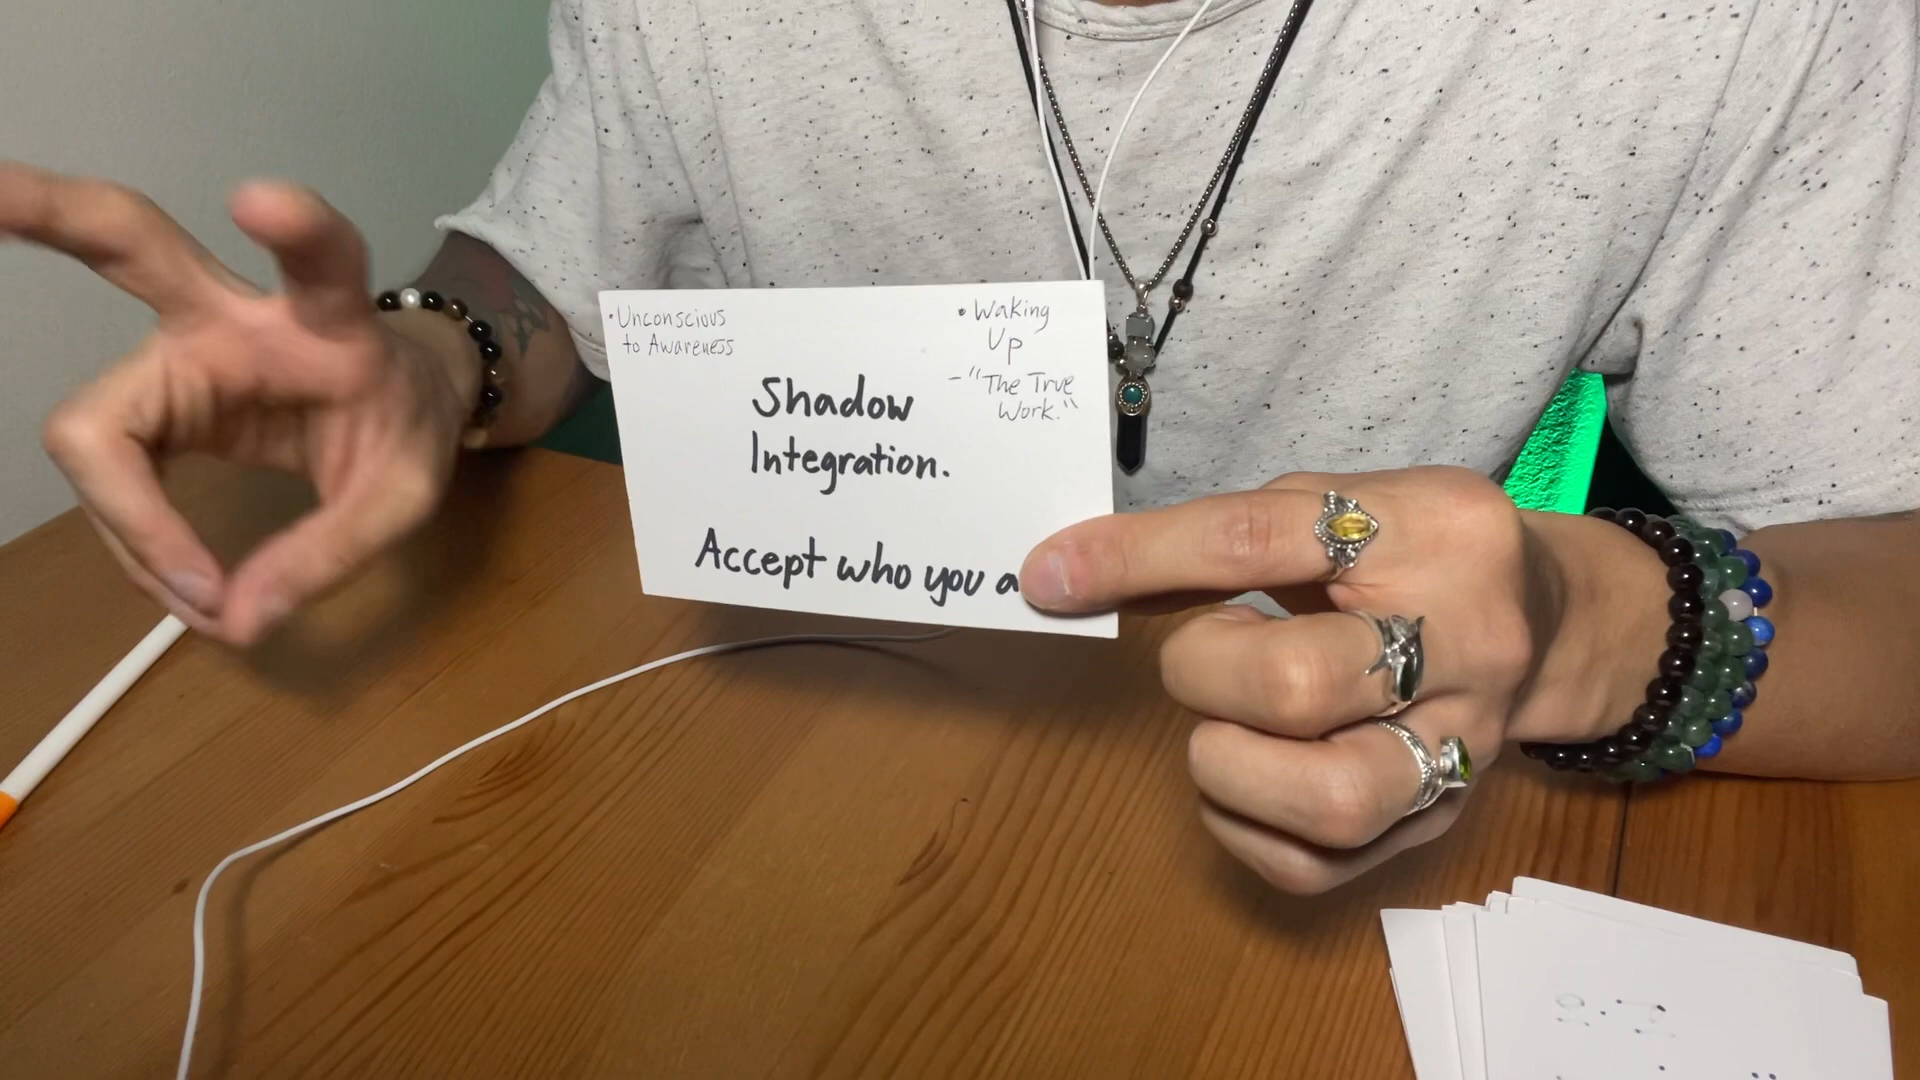 • Unconscious
to Awareness
• Waking
Up
- "The True
Work."
Shadow
Integration.
Accept who you a